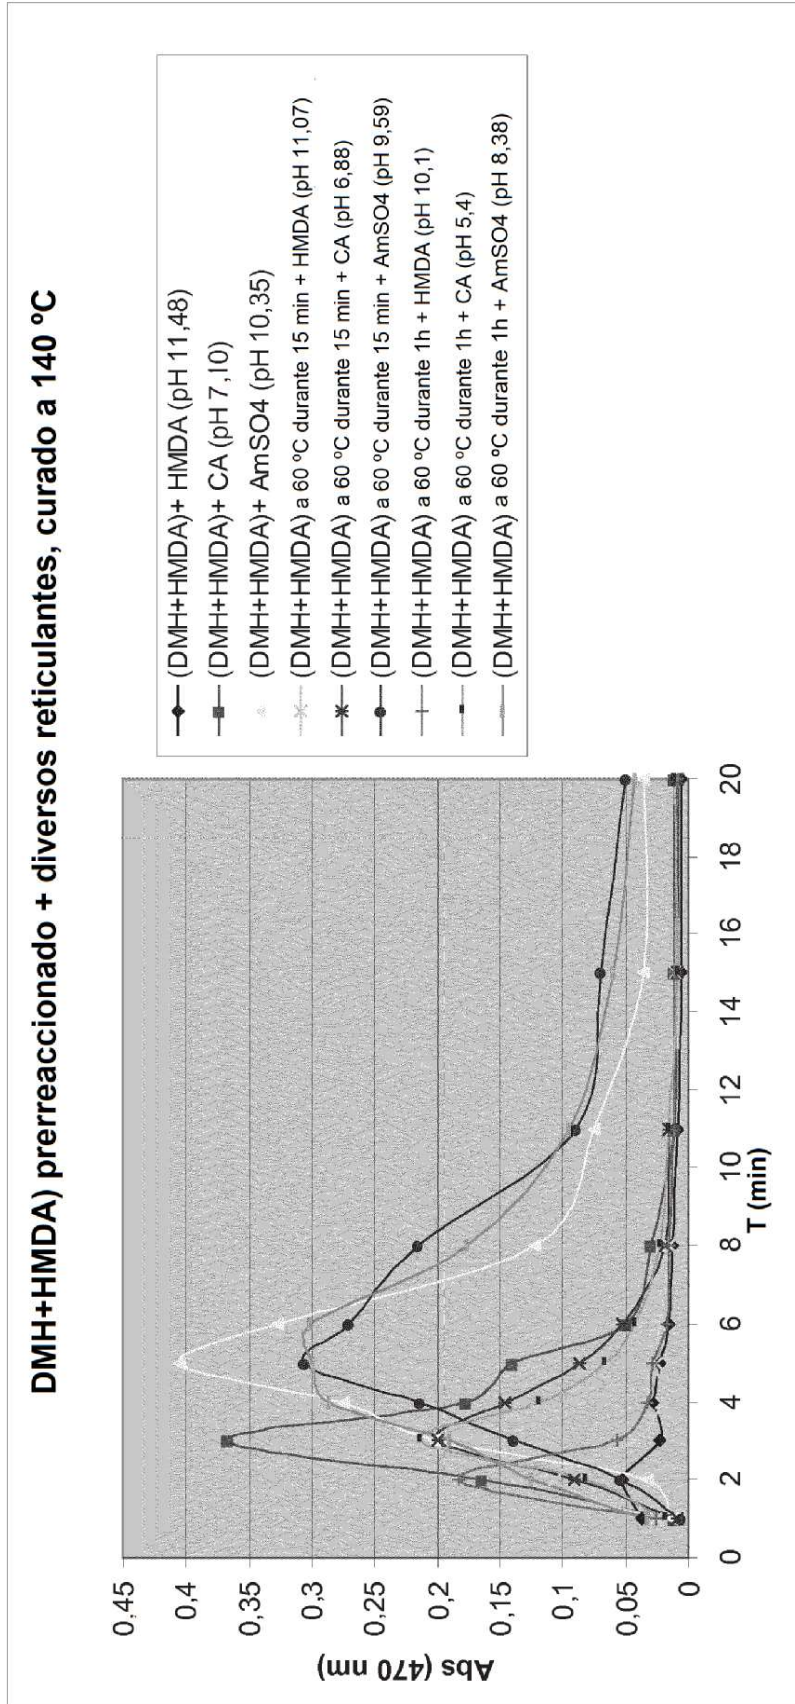 DMH+HMDA) prerreaccionado + diversos reticulantes, curado a 140 ºC
Abs (470 nm)
0,45
0,4
0,35
0,3
0,25
0,2
0,15
0,1
0,05
0
0
2
4
6
8
10
12
14
16
18
20
T (min)
(DMH+HMDA)+ HMDA (pH 11,48)
(DMH+HMDA)+ CA (pH 7,10)
(DMH+HMDA)+ AmSO4 (pH 10,35)
(DMH+HMDA) a 60 ºC durante 15 min + HMDA (pH 11,07)
(DMH+HMDA) a 60 ºC durante 15 min + CA (pH 6,88)
(DMH+HMDA) a 60 ºC durante 15 min + AmSO4 (pH 9,59)
(DMH+HMDA) a 60 ºC durante 1h + HMDA (pH 10,1)
(DMH+HMDA) a 60 ºC durante 1h + CA (pH 5,4)
(DMH+HMDA) a 60 ºC durante 1h + AmSO4 (pH 8,38)